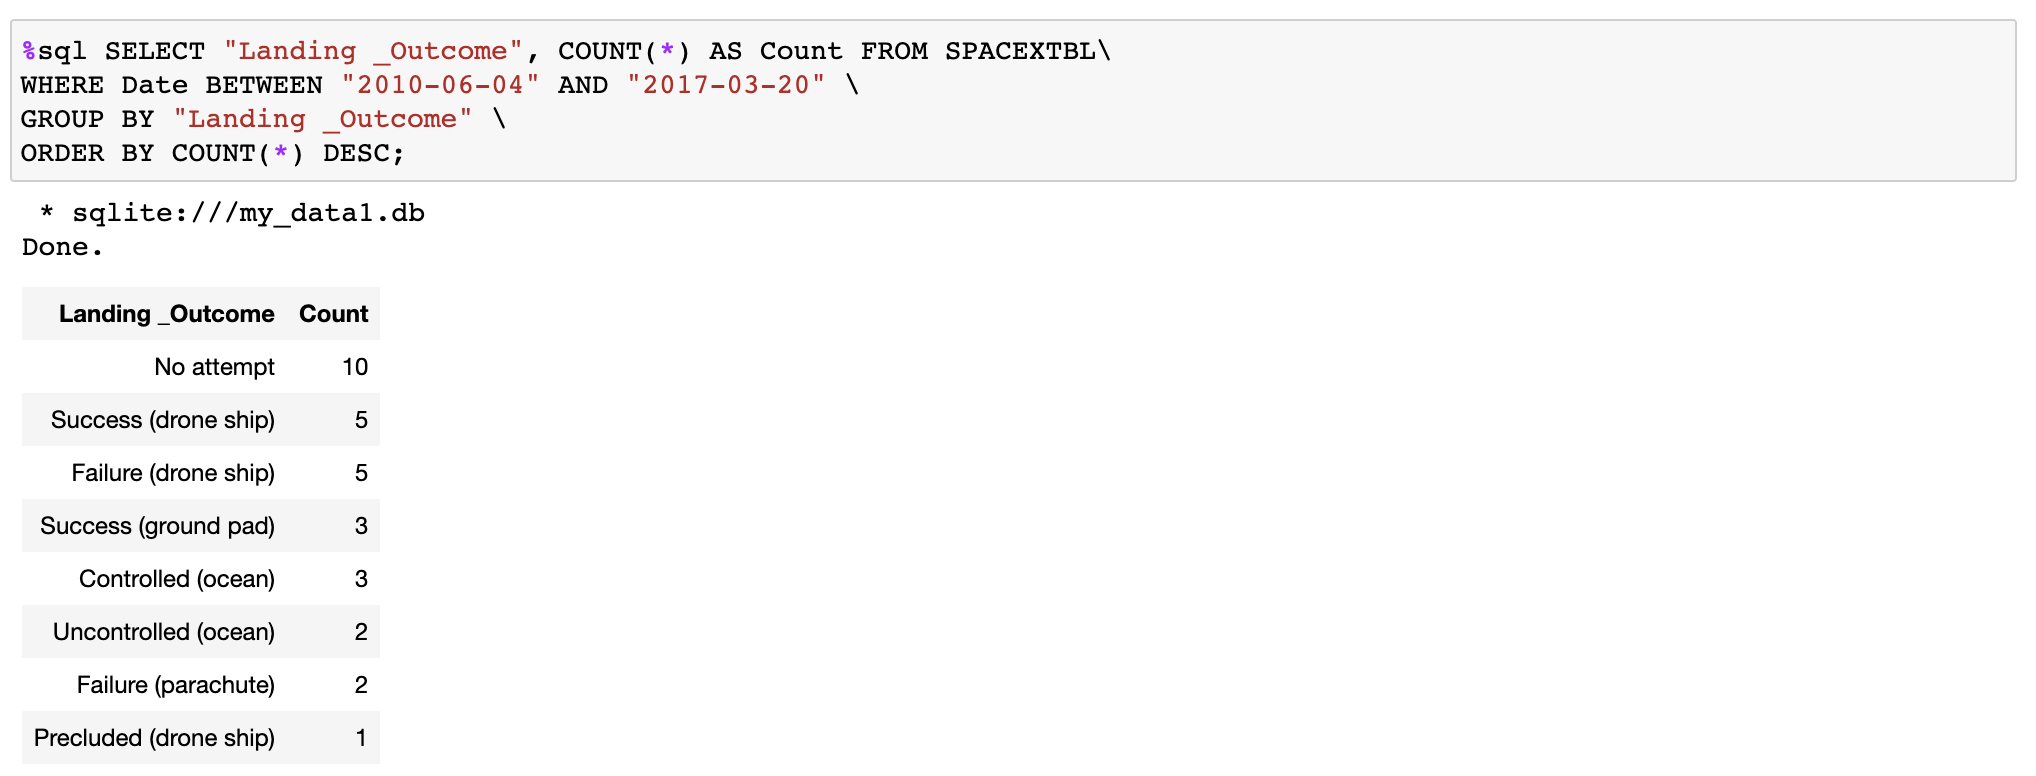 %sql SELECT "Landing _Outcome", COUNT(*) AS Count FROM SPACEXTBL\
WHERE Date BETWEEN "2010-06-04" AND "2017-03-20" \
GROUP BY "Landing _Outcome" \
ORDER BY COUNT(*) DESC;
* sqlite:///my_data1.db
Done.
Landing _Outcome Count
No attempt 10
Success (drone ship) 5
Failure (drone ship) 5
Success (ground pad) 3
Controlled (ocean) 3
Uncontrolled (ocean) 2
Failure (parachute) 2
Precluded (drone ship) 1